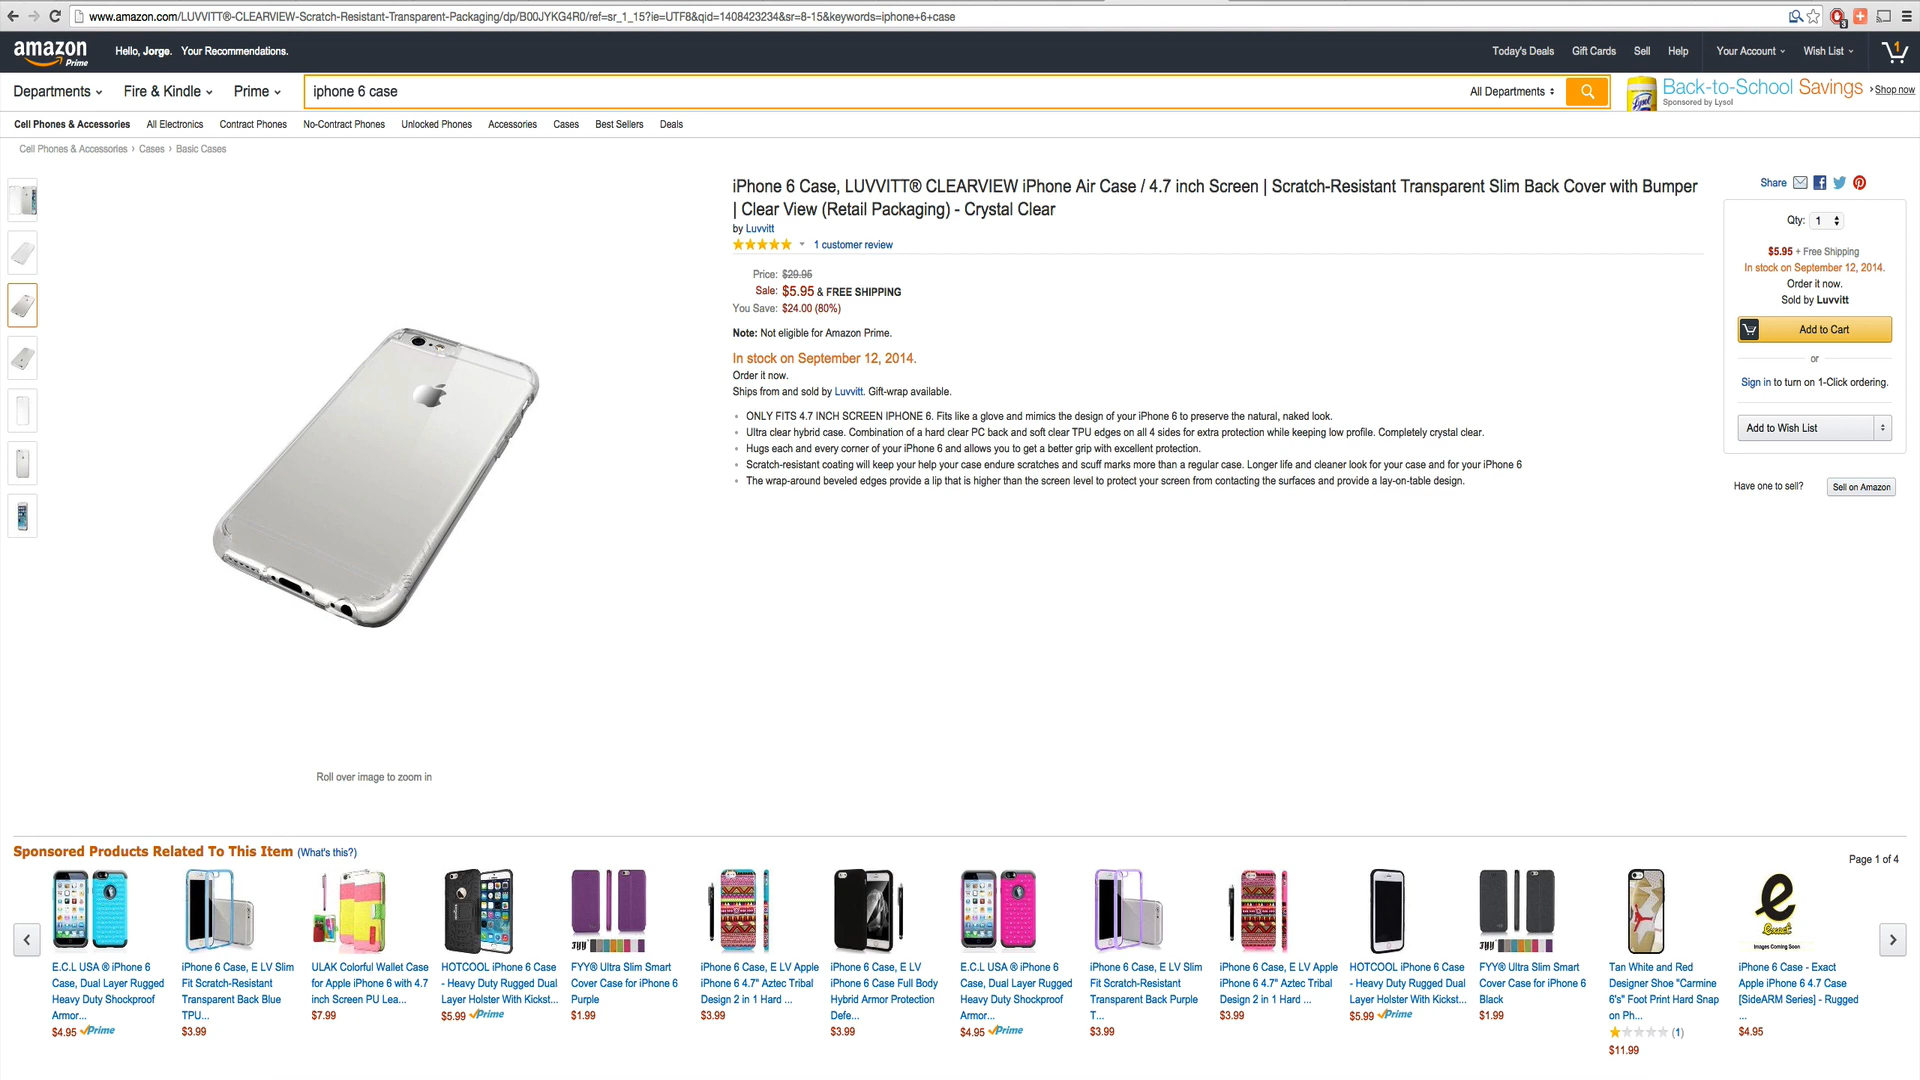 www.amazon.com/LUVVITT®-CLEARVIEW-Scratch-Resistant-Transparent-Packaging/dp/B00JYKG4R0/ref=sr_1_15?ie=UTF8&qid=1408423234&sr=8-15&keywords=iphone+6+case
3
amazon Prime
Hello, Jorge. Your Recommendations.
Today's Deals Gift Cards Sell Help Your Account Wish List 1
Departments Fire & Kindle Prime iphone 6 case All Departments
Lysol Back-to-School Savings Shop now
Sponsored by Lysol
Cell Phones & Accessories All Electronics Contract Phones No-Contract Phones Unlocked Phones Accessories Cases Best Sellers Deals
Cell Phones & Accessories › Cases › Basic Cases
iPhone 6 Case, LUVVITT® CLEARVIEW iPhone Air Case / 4.7 inch Screen | Scratch-Resistant Transparent Slim Back Cover with Bumper
| Clear View (Retail Packaging) - Crystal Clear
by Luvvitt
1 customer review
Price: $29.95
Sale: $5.95 & FREE SHIPPING
You Save: $24.00 (80%)
Note: Not eligible for Amazon Prime.
In stock on September 12, 2014.
Order it now.
Ships from and sold by Luvvitt. Gift-wrap available.
• ONLY FITS 4.7 INCH SCREEN IPHONE 6. Fits like a glove and mimics the design of your iPhone 6 to preserve the natural, naked look.
• Ultra clear hybrid case. Combination of a hard clear PC back and soft clear TPU edges on all 4 sides for extra protection while keeping low profile. Completely crystal clear.
• Hugs each and every corner of your iPhone 6 and allows you to get a better grip with excellent protection.
• Scratch-resistant coating will keep your help your case endure scratches and scuff marks more than a regular case. Longer life and cleaner look for your case and for your iPhone 6
• The wrap-around beveled edges provide a lip that is higher than the screen level to protect your screen from contacting the surfaces and provide a lay-on-table design.
Share
Qty: 1
$5.95 + Free Shipping
In stock on September 12, 2014.
Order it now.
Sold by Luvvitt
Add to Cart
or
Sign in to turn on 1-Click ordering.
Add to Wish List
Have one to sell? Sell on Amazon
Roll over image to zoom in
Sponsored Products Related To This Item (What's this?)
Page 1 of 4
E.C.L USA ® iPhone 6
Case, Dual Layer Rugged
Heavy Duty Shockproof
Armor...
$4.95 Prime
iPhone 6 Case, E LV Slim
Fit Scratch-Resistant
Transparent Back Blue
TPU...
$3.99
ULAK Colorful Wallet Case
for Apple iPhone 6 with 4.7
inch Screen PU Lea...
$7.99
HOTCOOL iPhone 6 Case
- Heavy Duty Rugged Dual
Layer Holster With Kickst...
$5.99 Prime
fyy
FYY® Ultra Slim Smart
Cover Case for iPhone 6
Purple
$1.99
iPhone 6 Case, E LV Apple
iPhone 6 4.7" Aztec Tribal
Design 2 in 1 Hard ...
$3.99
iPhone 6 Case, E LV
iPhone 6 Case Full Body
Hybrid Armor Protection
Defe...
$3.99
E.C.L USA ® iPhone 6
Case, Dual Layer Rugged
Heavy Duty Shockproof
Armor...
$4.95 Prime
iPhone 6 Case, E LV Slim
Fit Scratch-Resistant
Transparent Back Purple
T...
$3.99
iPhone 6 Case, E LV Apple
iPhone 6 4.7" Aztec Tribal
Design 2 in 1 Hard ...
$3.99
HOTCOOL iPhone 6 Case
- Heavy Duty Rugged Dual
Layer Holster With Kickst...
$5.99 Prime
fyy
FYY® Ultra Slim Smart
Cover Case for iPhone 6
Black
$1.99
Tan White and Red
Designer Shoe "Carmine
6's" Foot Print Hard Snap
on Ph...
(1)
$11.99
e
Exact
Images Coming Soon
iPhone 6 Case - Exact
Apple iPhone 6 4.7 Case
[SideARM Series] - Rugged
...
$4.95